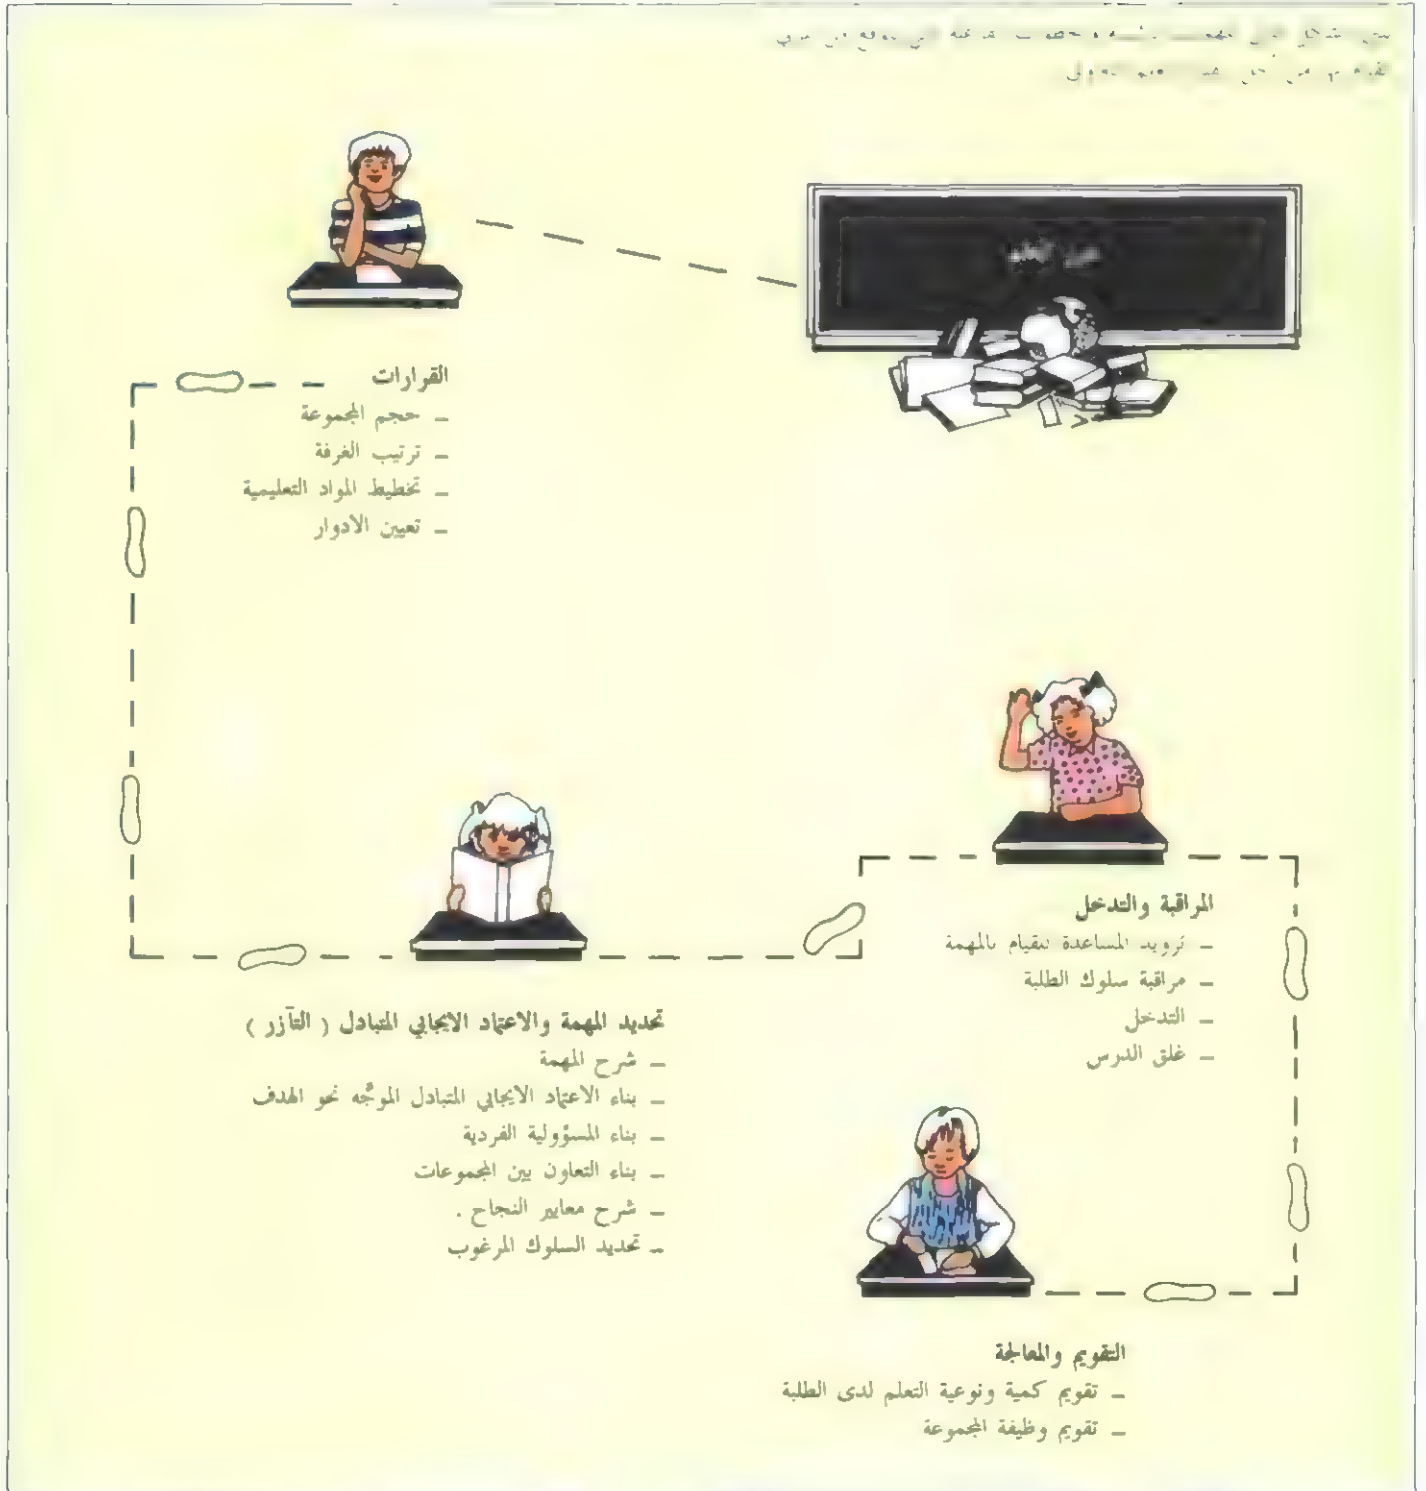 القرارات
ـ حجم المجموعة
ـ ترتيب الغرفة
ـ تخطيط المواد التعليمية
ـ تعيين الادوار
تحديد المهمة والاعتماد الايجابي المتبادل ( التآزر )
ـ شرح المهمة
ـ بناء الاعتماد الايجابي المتبادل الموجَّه نحو الهدف
ـ بناء المسؤولية الفردية
ـ بناء التعاون بين المجموعات
ـ شرح معايير النجاح .
ـ تحديد السلوك المرغوب
المراقبة والتدخل
ـ تزويد المساعدة للقيام بالمهمة
ـ مراقبة سلوك الطلبة
ـ التدخل
ـ غلق الدرس
التقويم والمعالجة
ـ تقويم كمية ونوعية التعلم لدى الطلبة
ـ تقويم وظيفة المجموعة